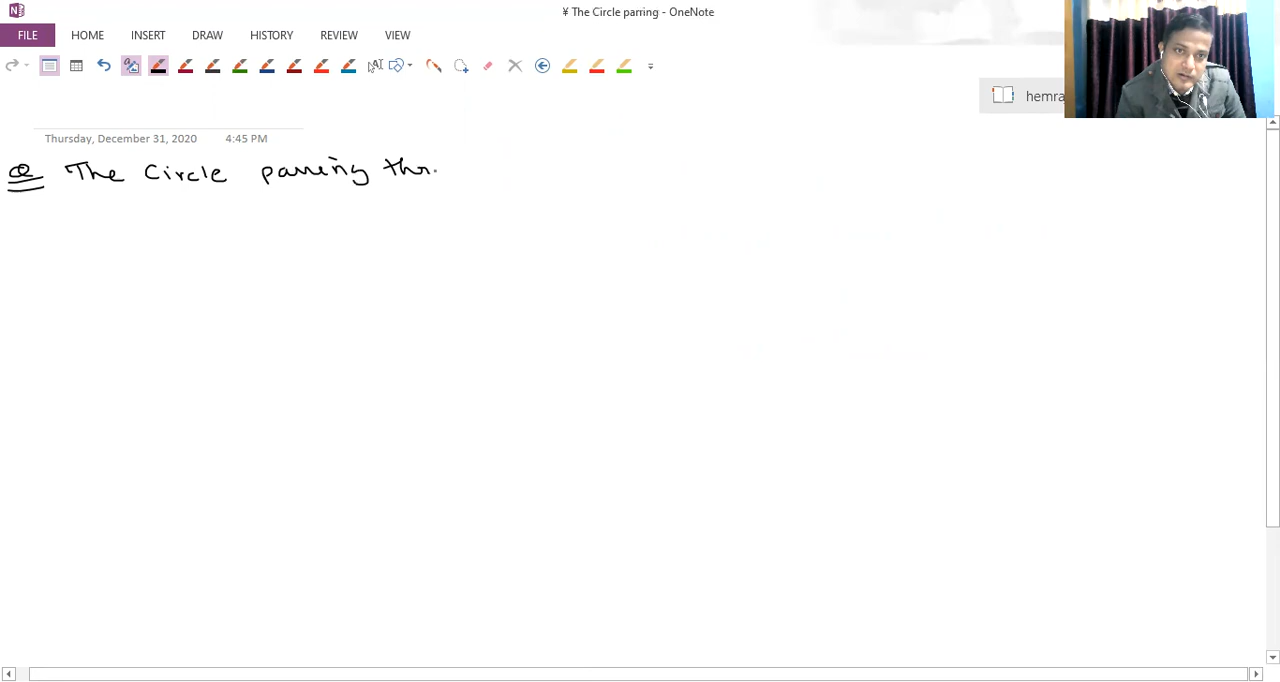 ¥ The Circle parring - OneNote
FILE HOME INSERT DRAW HISTORY REVIEW VIEW
hemra
Thursday, December 31, 2020 4:45 PM
Q The Circle passing thr